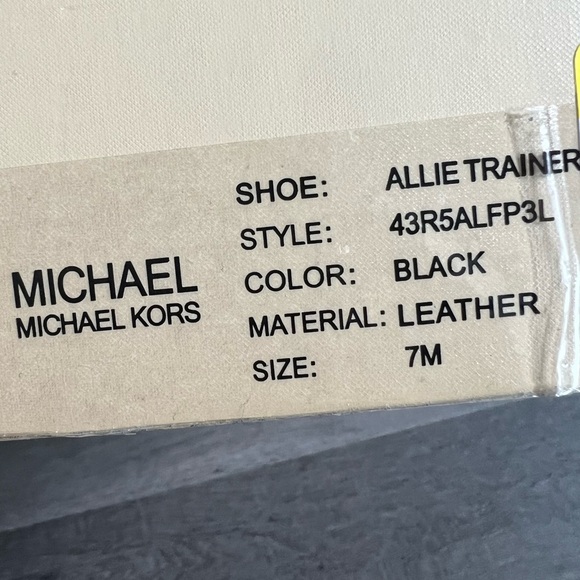 MICHAEL
MICHAEL KORS
SHOE: ALLIE TRAINER
STYLE: 43R5ALFP3L
COLOR: BLACK
MATERIAL: LEATHER
SIZE: 7M